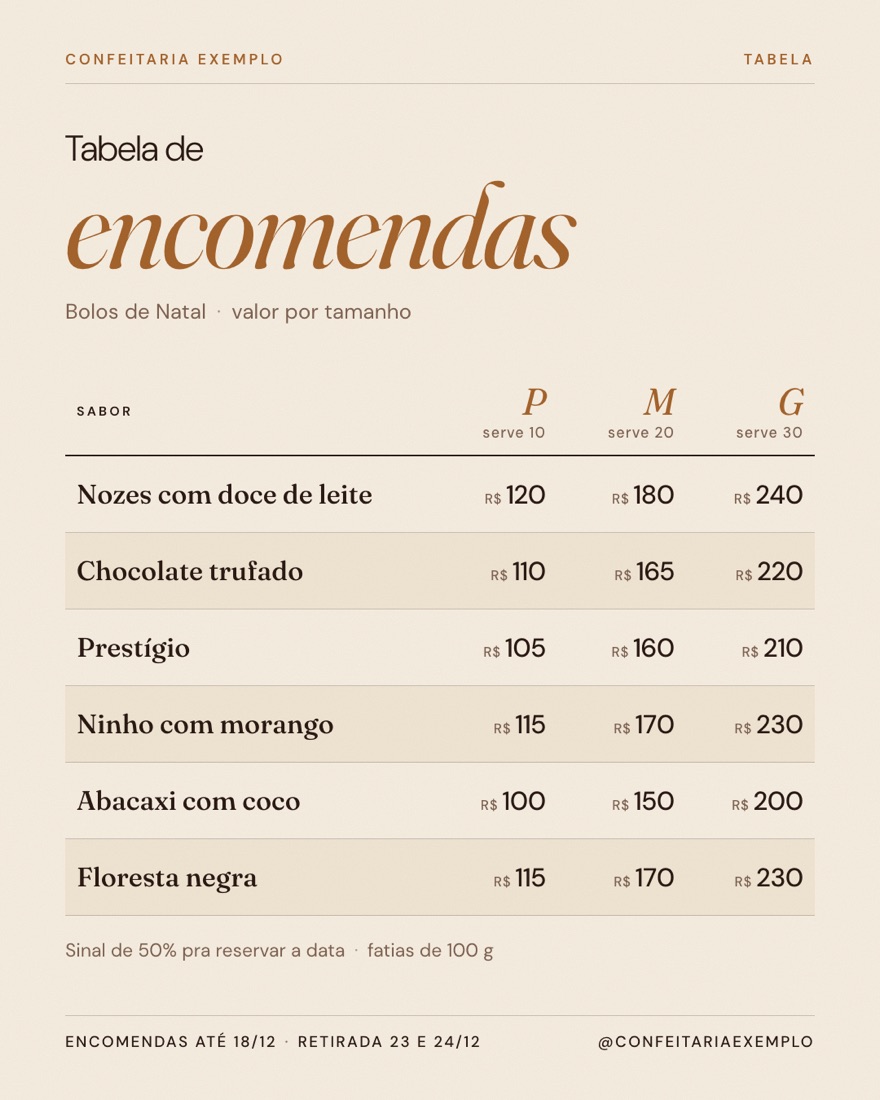 CONFEITARIA EXEMPLO TABELA
Tabela de
encomendas
Bolos de Natal · valor por tamanho
SABOR P M G
serve 10 serve 20 serve 30
Nozes com doce de leite R$ 120 R$ 180 R$ 240
Chocolate trufado R$ 110 R$ 165 R$ 220
Prestígio R$ 105 R$ 160 R$ 210
Ninho com morango R$ 115 R$ 170 R$ 230
Abacaxi com coco R$ 100 R$ 150 R$ 200
Floresta negra R$ 115 R$ 170 R$ 230
Sinal de 50% pra reservar a data · fatias de 100 g
ENCOMENDAS ATÉ 18/12 · RETIRADA 23 E 24/12 @CONFEITARIAEXEMPLO